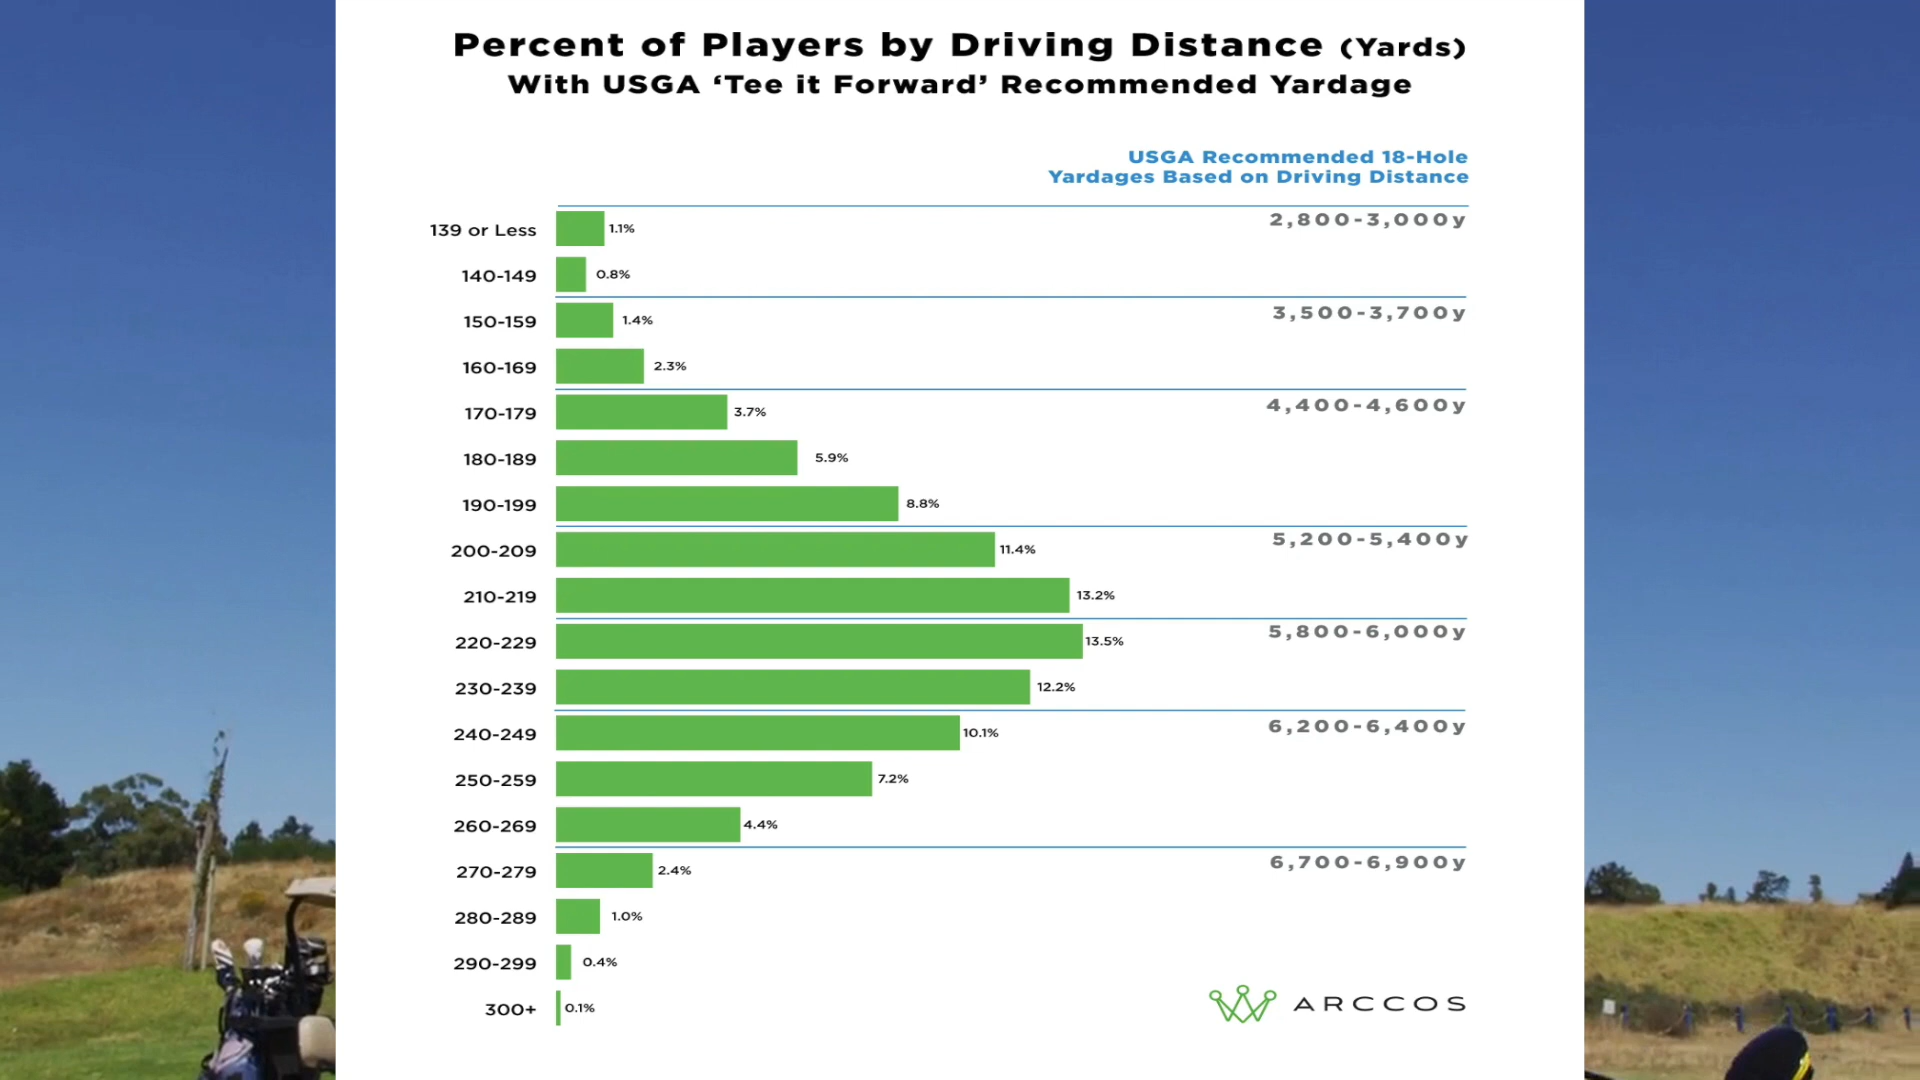 Percent of Players by Driving Distance (Yards)
With USGA ‘Tee it Forward’ Recommended Yardage
USGA Recommended 18-Hole
Yardages Based on Driving Distance
139 or Less 1.1% 2,800-3,000y
140-149 0.8%
150-159 1.4% 3,500-3,700y
160-169 2.3%
170-179 3.7% 4,400-4,600y
180-189 5.9%
190-199 8.8%
200-209 11.4% 5,200-5,400y
210-219 13.2%
220-229 13.5% 5,800-6,000y
230-239 12.2%
240-249 10.1% 6,200-6,400y
250-259 7.2%
260-269 4.4%
270-279 2.4% 6,700-6,900y
280-289 1.0%
290-299 0.4%
300+ 0.1%
ARCCOS